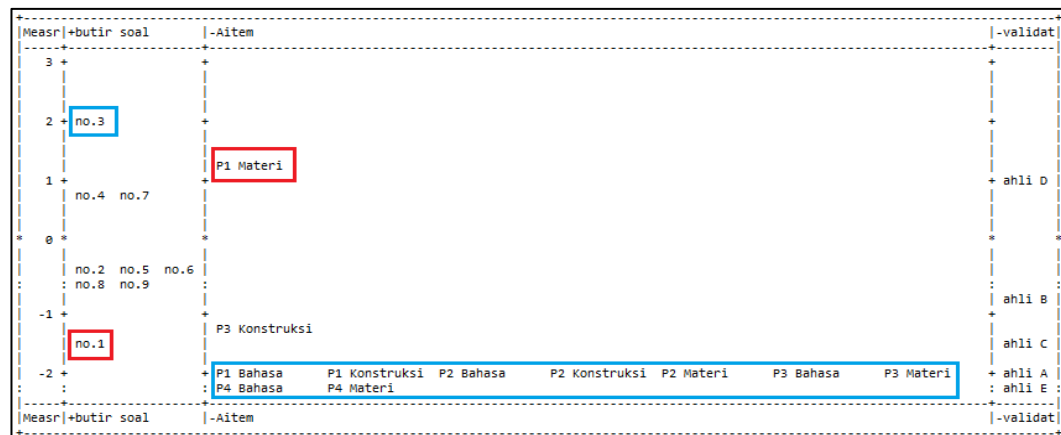 Measr|+butir soal |-Aitem |-validat
3
2 no.3
P1 Materi
1 ahli D
no.4 no.7
0
no.2 no.5 no.6
no.8 no.9
ahli B
-1
P3 Konstruksi
no.1 ahli C
-2 P1 Bahasa P1 Konstruksi P2 Bahasa P2 Konstruksi P2 Materi P3 Bahasa P3 Materi ahli A
P4 Bahasa P4 Materi ahli E
Measr|+butir soal |-Aitem |-validat